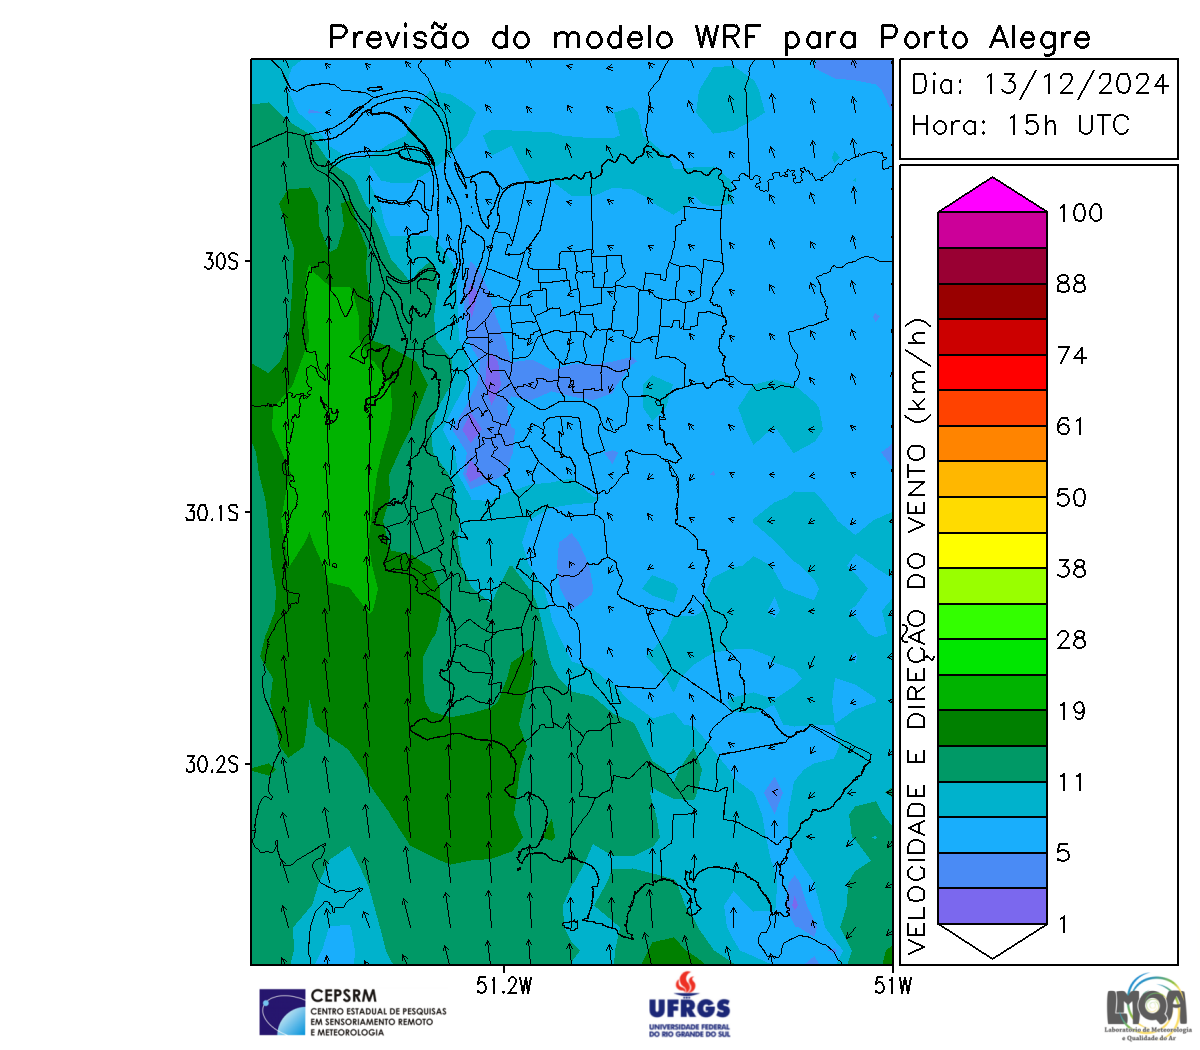 Previsão do modelo WRF para Porto Alegre
Dia: 13/12/2024
Hora: 15h UTC
30S
30.1S
30.2S
51.2W
51W
VELOCIDADE E DIREÇÃO DO VENTO (km/h)
100
88
74
61
50
38
28
19
11
5
1
CEPSRM
CENTRO ESTADUAL DE PESQUISAS
EM SENSORIAMENTO REMOTO
E METEOROLOGIA
UFRGS
UNIVERSIDADE FEDERAL
DO RIO GRANDE DO SUL
LMQA
Laboratório de Meteorologia
e Qualidade do Ar